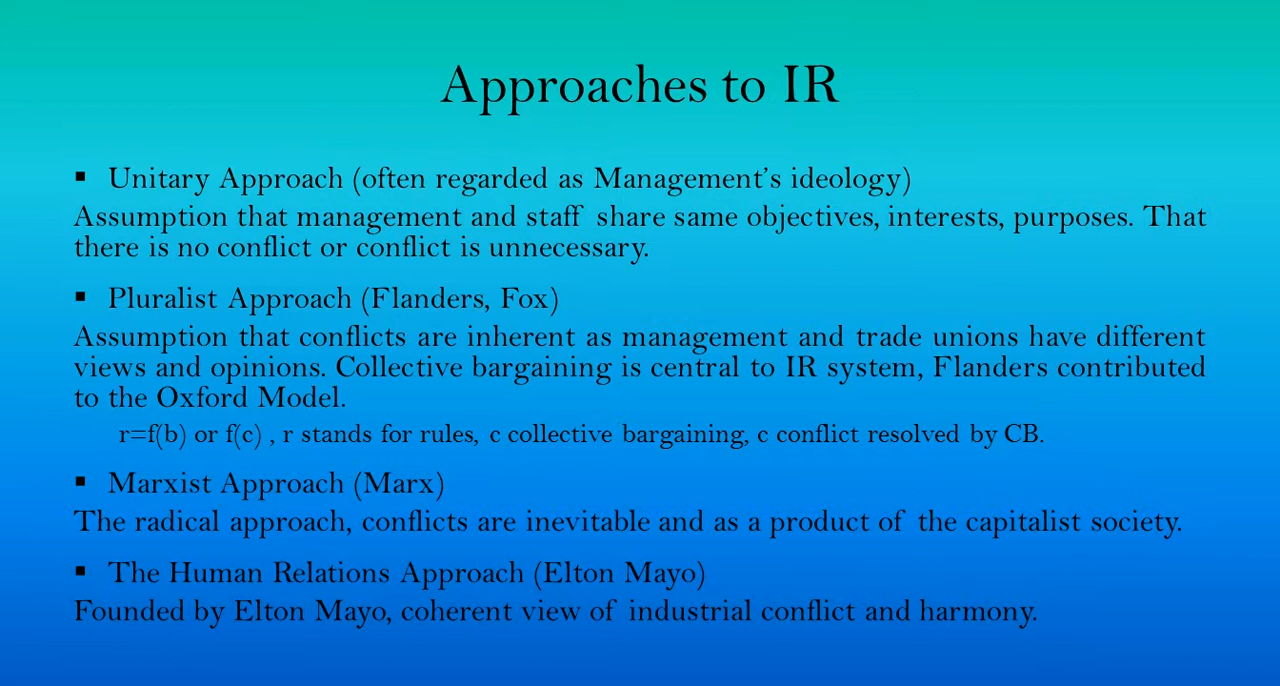 Approaches to IR
▪ Unitary Approach (often regarded as Management’s ideology)
Assumption that management and staff share same objectives, interests, purposes. That
there is no conflict or conflict is unnecessary.
▪ Pluralist Approach (Flanders, Fox)
Assumption that conflicts are inherent as management and trade unions have different
views and opinions. Collective bargaining is central to IR system, Flanders contributed
to the Oxford Model.
r=f(b) or f(c) , r stands for rules, c collective bargaining, c conflict resolved by CB.
▪ Marxist Approach (Marx)
The radical approach, conflicts are inevitable and as a product of the capitalist society.
▪ The Human Relations Approach (Elton Mayo)
Founded by Elton Mayo, coherent view of industrial conflict and harmony.